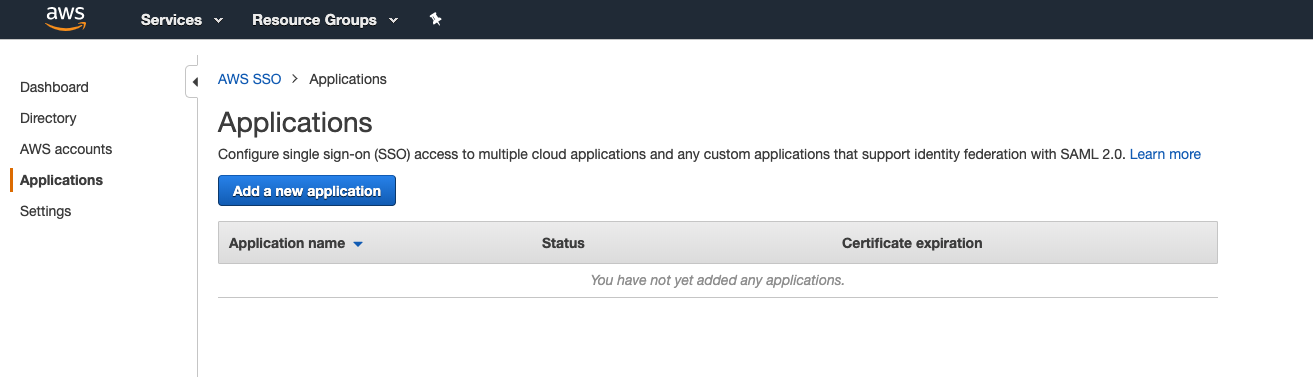 aws Services Resource Groups
Dashboard
Directory
AWS accounts
Applications
Settings
AWS SSO > Applications
Applications
Configure single sign-on (SSO) access to multiple cloud applications and any custom applications that support identity federation with SAML 2.0. Learn more
Add a new application
Application name Status Certificate expiration
You have not yet added any applications.